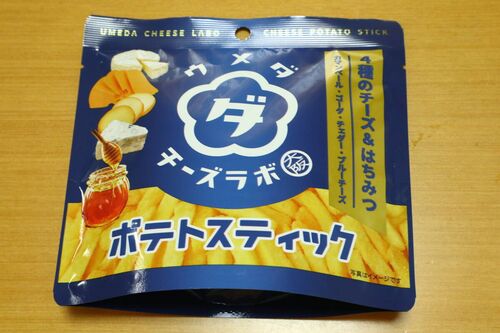 UMEDA CHEESE LABO
CHEESE POTATO STICK
ウメダ
ダ
チーズラボ
大阪
4種のチーズ&はちみつ
カマンベール・ゴーダ・チェダー・ブルーチーズ
ポテトスティック
写真はイメージです